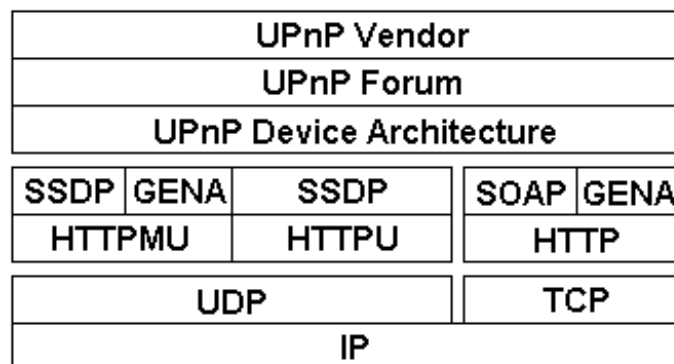 UPnP Vendor
UPnP Forum
UPnP Device Architecture
SSDP GENA SSDP SOAP GENA
HTTPMU HTTPU HTTP
UDP TCP
IP